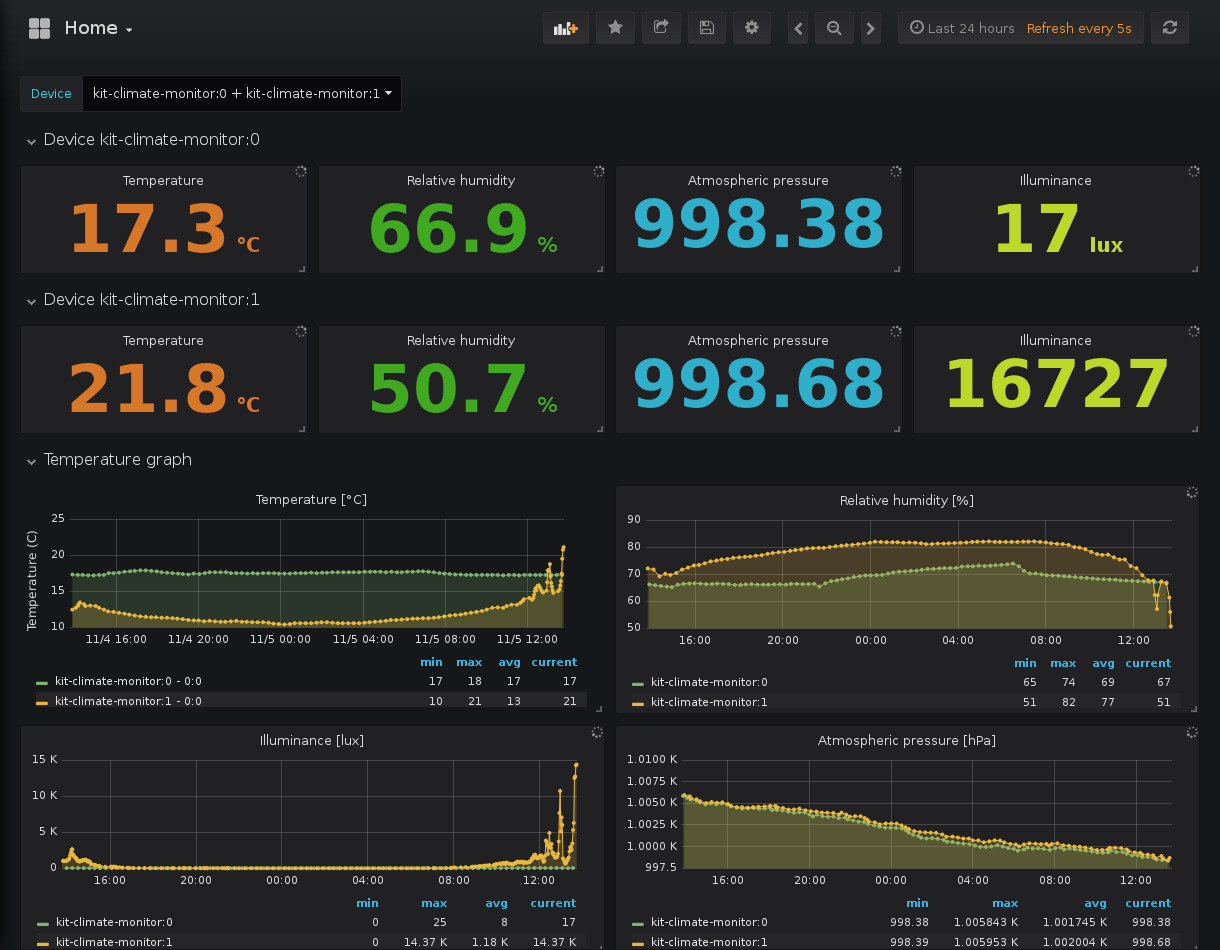 Home
Last 24 hours Refresh every 5s
Device kit-climate-monitor:0 + kit-climate-monitor:1
Device kit-climate-monitor:0
Temperature Relative humidity Atmospheric pressure Illuminance
17.3 °C 66.9 % 998.38 17 lux
Device kit-climate-monitor:1
Temperature Relative humidity Atmospheric pressure Illuminance
21.8 °C 50.7 % 998.68 16727
Temperature graph
Temperature [°C]
Temperature (C)
25
20
15
10
11/4 16:00 11/4 20:00 11/5 00:00 11/5 04:00 11/5 08:00 11/5 12:00
min max avg current
kit-climate-monitor:0 - 0:0 17 18 17 17
kit-climate-monitor:1 - 0:0 10 21 13 21
Relative humidity [%]
90
80
70
60
50
16:00 20:00 00:00 04:00 08:00 12:00
min max avg current
kit-climate-monitor:0 65 74 69 67
kit-climate-monitor:1 51 82 77 51
Illuminance [lux]
15 K
10 K
5 K
0
16:00 20:00 00:00 04:00 08:00 12:00
min max avg current
kit-climate-monitor:0 0 25 8 17
kit-climate-monitor:1 0 14.37 K 1.18 K 14.37 K
Atmospheric pressure [hPa]
1.0100 K
1.0075 K
1.0050 K
1.0025 K
1.0000 K
997.5
16:00 20:00 00:00 04:00 08:00 12:00
min max avg current
kit-climate-monitor:0 998.38 1.005843 K 1.001745 K 998.38
kit-climate-monitor:1 998.39 1.005953 K 1.002004 K 998.68